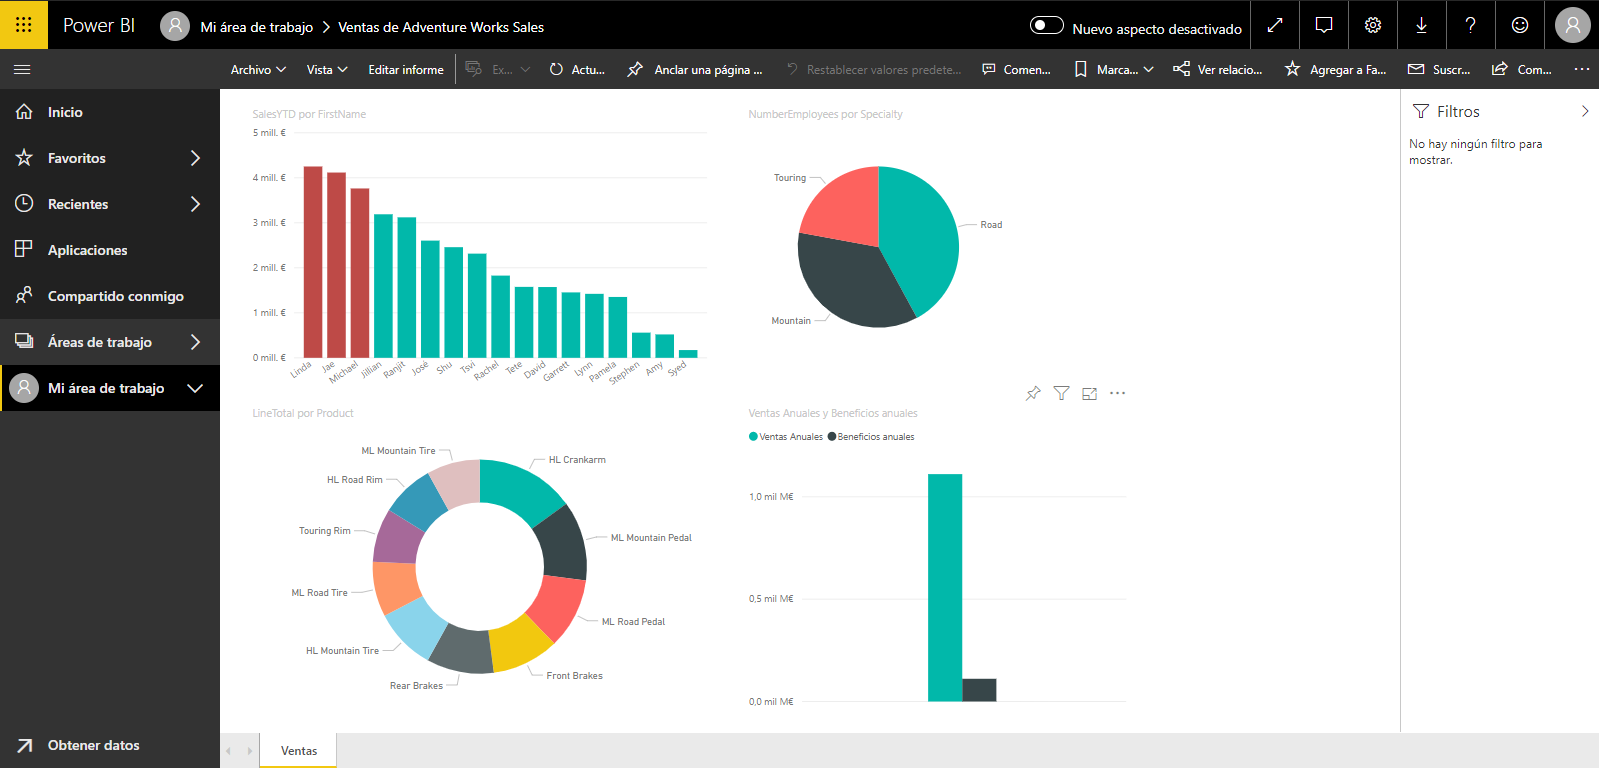 Power BI
Mi área de trabajo > Ventas de Adventure Works Sales
Nuevo aspecto desactivado
?
Archivo
Vista
Editar informe
Ex...
Actu...
Anclar una página ...
Restablecer valores predete...
Comen...
Marca...
Ver relacio...
Agregar a Fa...
Suscr...
Com...
...
Inicio
Favoritos
Recientes
Aplicaciones
Compartido conmigo
Áreas de trabajo
Mi área de trabajo
Obtener datos
SalesYTD por FirstName
5 mill. €
4 mill. €
3 mill. €
2 mill. €
1 mill. €
0 mill. €
Linda
Jae
Michael
Jillian
Ranjit
José
Shu
Tsvi
Rachel
Tete
David
Garrett
Lynn
Pamela
Stephen
Amy
Syed
NumberEmployees por Specialty
Touring
Road
Mountain
LineTotal por Product
ML Mountain Tire
HL Crankarm
HL Road Rim
Touring Rim
ML Mountain Pedal
ML Road Tire
ML Road Pedal
HL Mountain Tire
Front Brakes
Rear Brakes
...
Ventas Anuales y Beneficios anuales
Ventas Anuales
Beneficios anuales
1,0 mil M€
0,5 mil M€
0,0 mil M€
Filtros
No hay ningún filtro para
mostrar.
Ventas